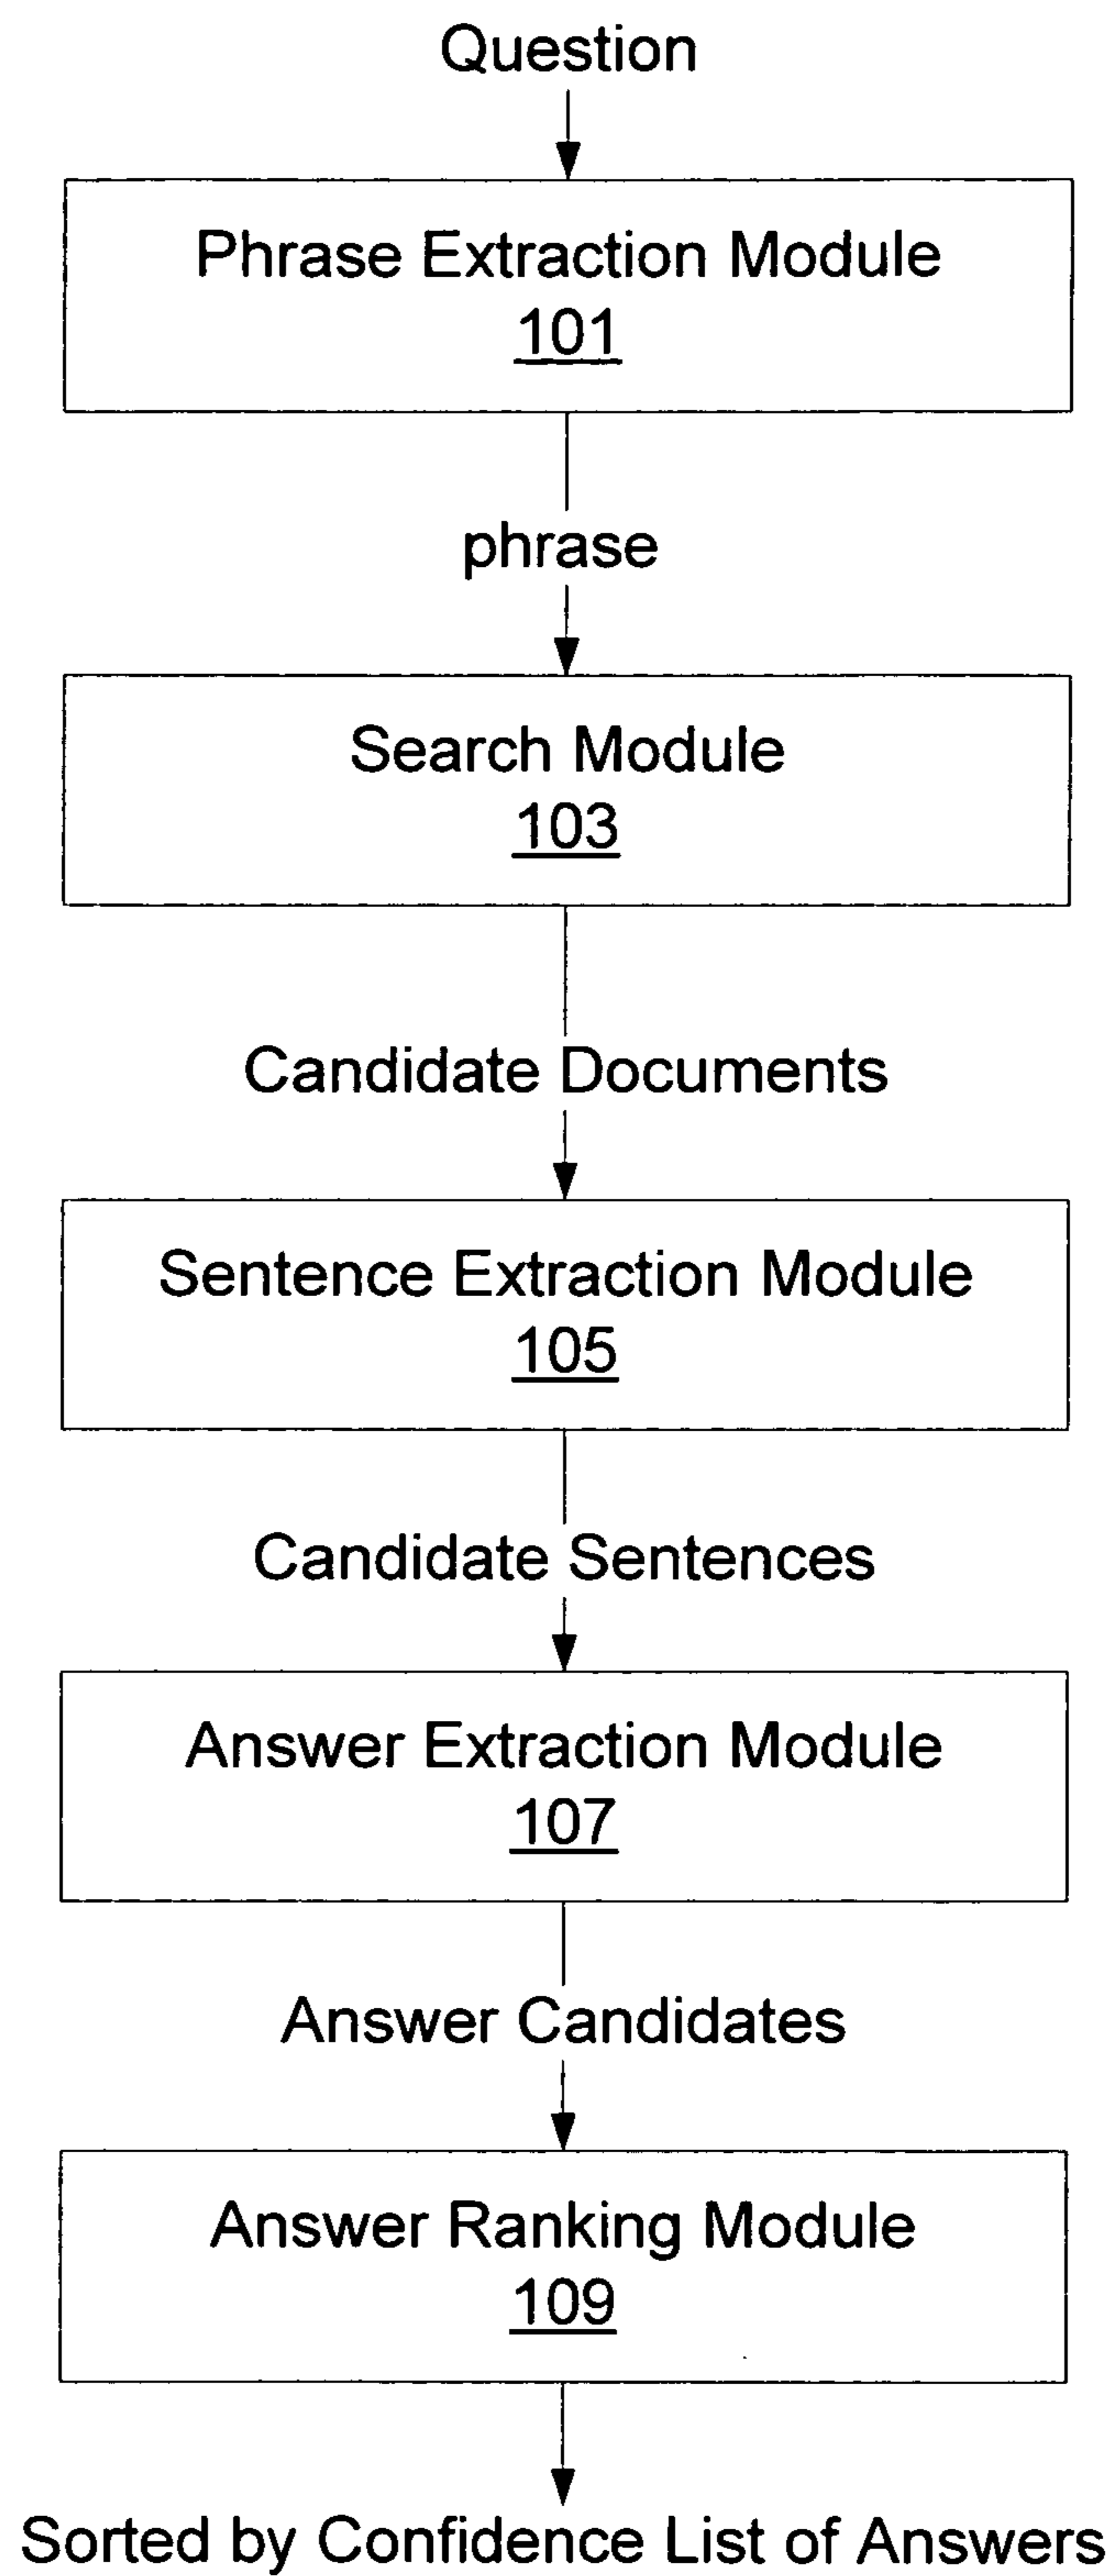 Question
Phrase Extraction Module
101
phrase
Search Module
103
Candidate Documents
Sentence Extraction Module
105
Candidate Sentences
Answer Extraction Module
107
Answer Candidates
Answer Ranking Module
109
Sorted by Confidence List of Answers